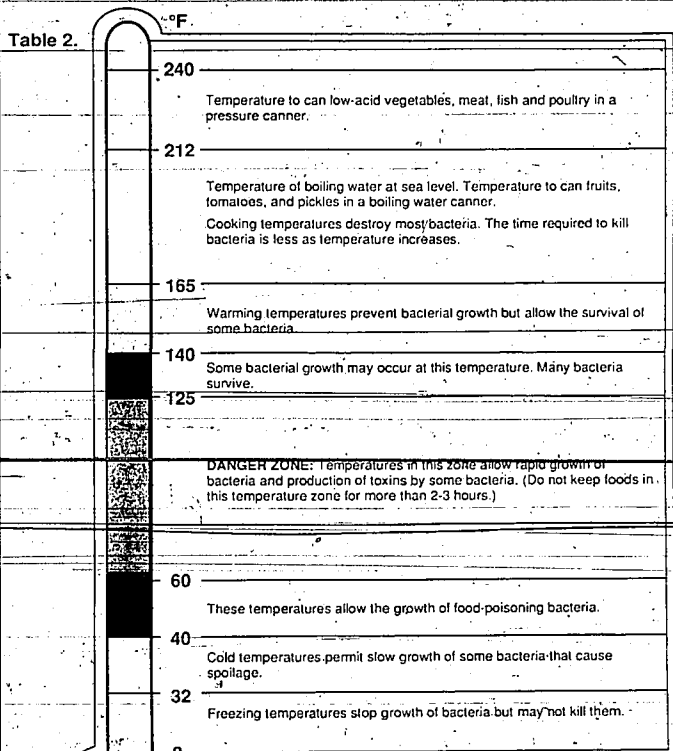 °F
Table 2.
240
Temperature to can low-acid vegetables, meat, fish and poultry in a
pressure canner.
212
Temperature of boiling water at sea level. Temperature to can fruits,
tomatoes, and pickles in a boiling water canner.
Cooking temperatures destroy most bacteria. The time required to kill
bacteria is less as temperature increases.
165
Warming temperatures prevent bacterial growth but allow the survival of
some bacteria.
140
Some bacterial growth may occur at this temperature. Many bacteria
survive.
125
DANGER ZONE: Temperatures in this zone allow rapid growth of
bacteria and production of toxins by some bacteria. (Do not keep foods in
this temperature zone for more than 2-3 hours.)
60
These temperatures allow the growth of food-poisoning bacteria.
40
Cold temperatures permit slow growth of some bacteria that cause
spoilage.
32
Freezing temperatures stop growth of bacteria but may not kill them.